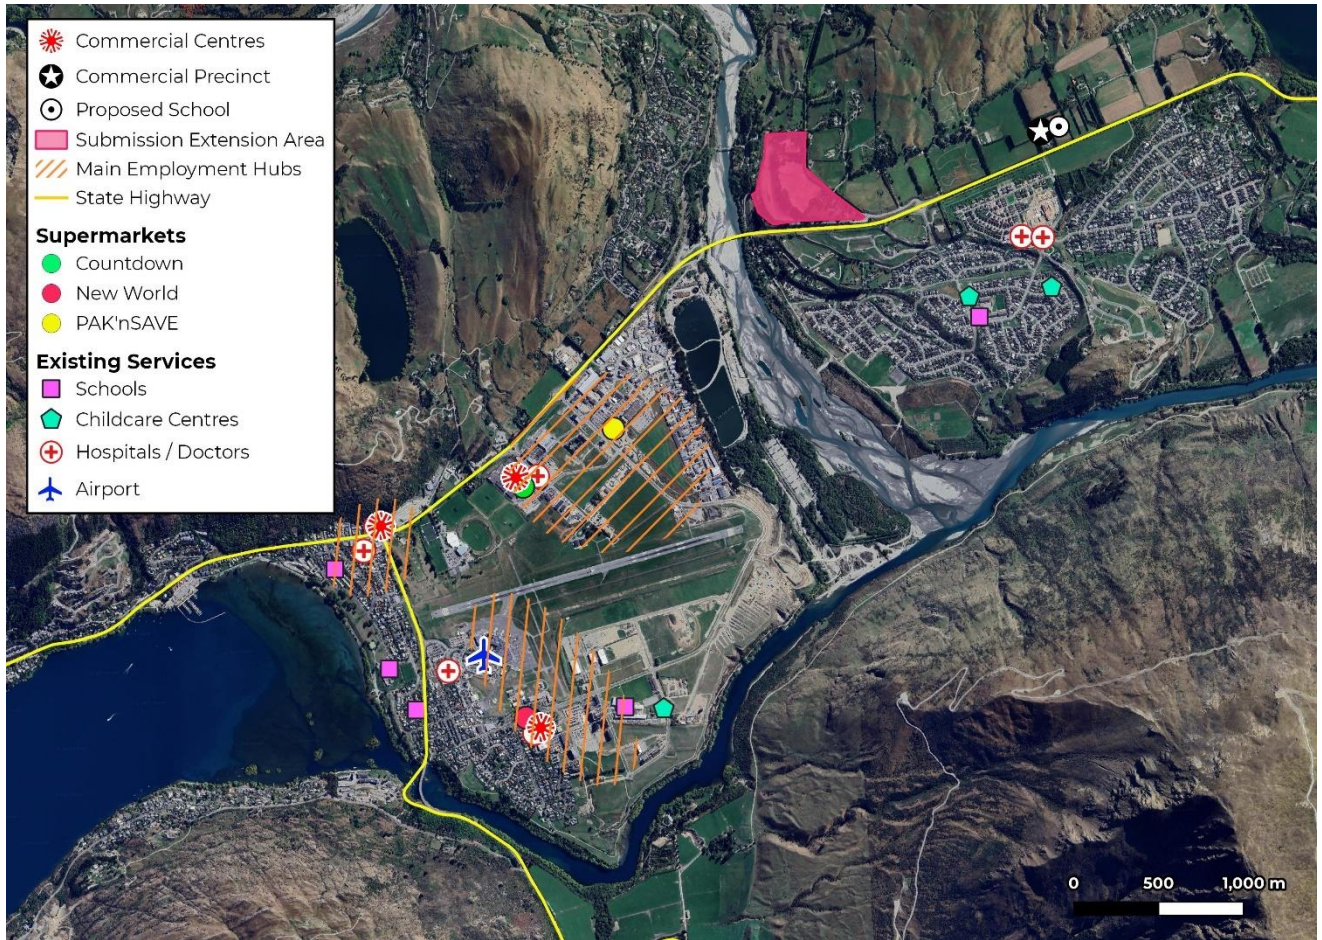 Commercial Centres
Commercial Precinct
Proposed School
Submission Extension Area
Main Employment Hubs
State Highway
Supermarkets
Countdown
New World
PAK'nSAVE
Existing Services
Schools
Childcare Centres
Hospitals / Doctors
Airport
0 500 1,000 m